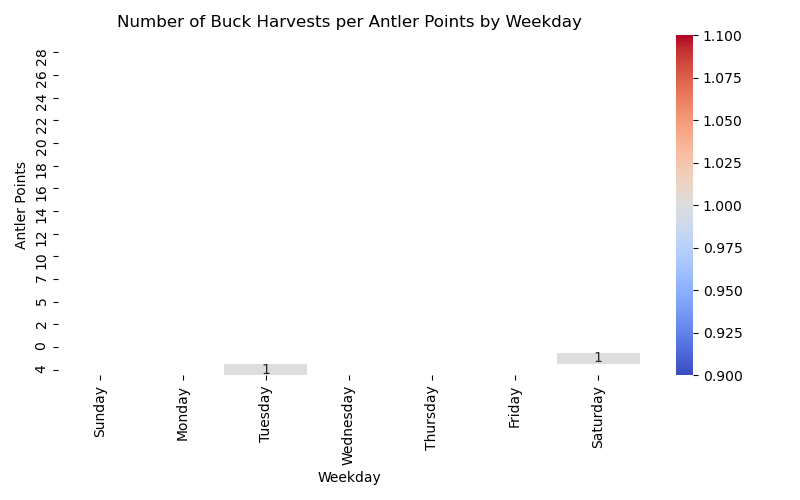 Number of Buck Harvests per Antler Points by Weekday
Antler Points
28
26
24
22
20
18
16
14
12
10
7
5
2
0
4
1
1
Sunday
Monday
Tuesday
Wednesday
Thursday
Friday
Saturday
Weekday
1.100
1.075
1.050
1.025
1.000
0.975
0.950
0.925
0.900